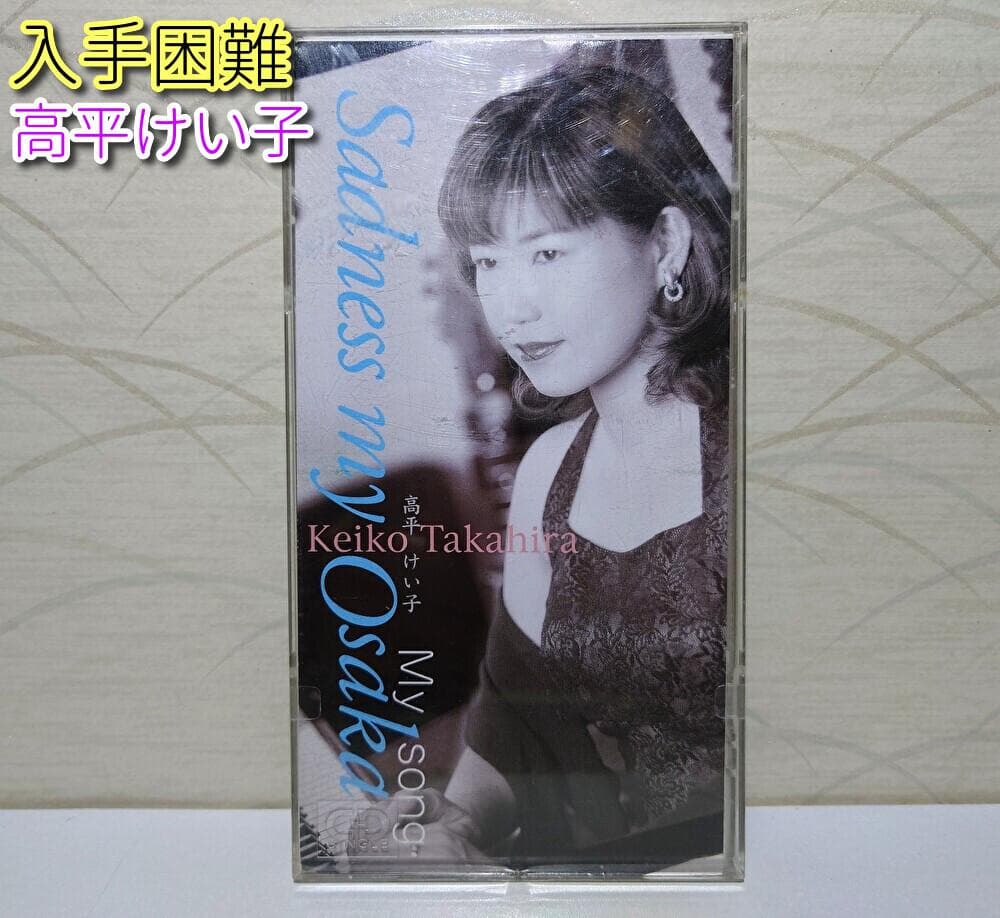 入手困難
高平けい子
Sadness my Osaka
Keiko Takahira
高平 けい子
My song